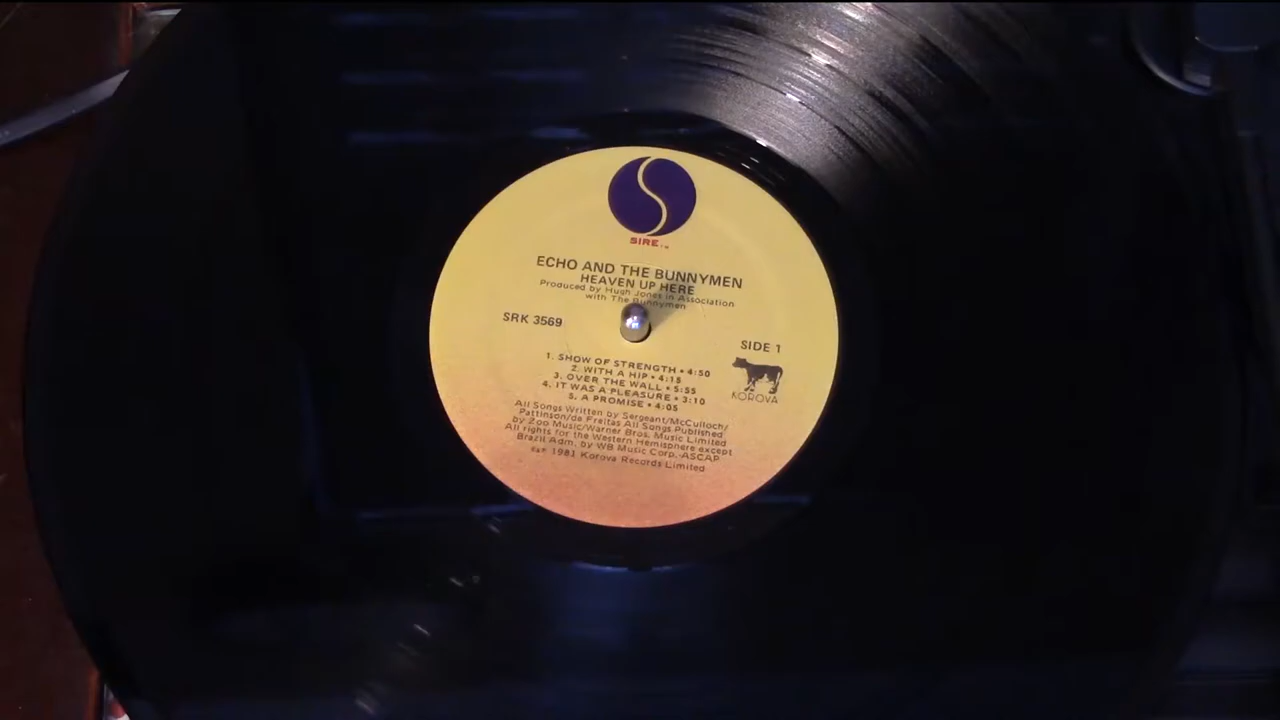 SIRE™
ECHO AND THE BUNNYMEN
HEAVEN UP HERE
Produced by Hugh Jones in Association
with The Bunnymen
SRK 3569
SIDE 1
1. SHOW OF STRENGTH • 4:50
2. WITH A HIP • 4:18
3. OVER THE WALL • 5:55
4. IT WAS A PLEASURE • 3:10
5. A PROMISE • 4:05
KOROVA
All Songs Written by Sergeant/McCulloch/
Pattinson/de Freitas All Songs Published
by Zoo Music/Warner Bros. Music Limited
All rights for the Western Hemisphere except
Brazil Adm. by WB Music Corp.-ASCAP
1981 Korova Records Limited